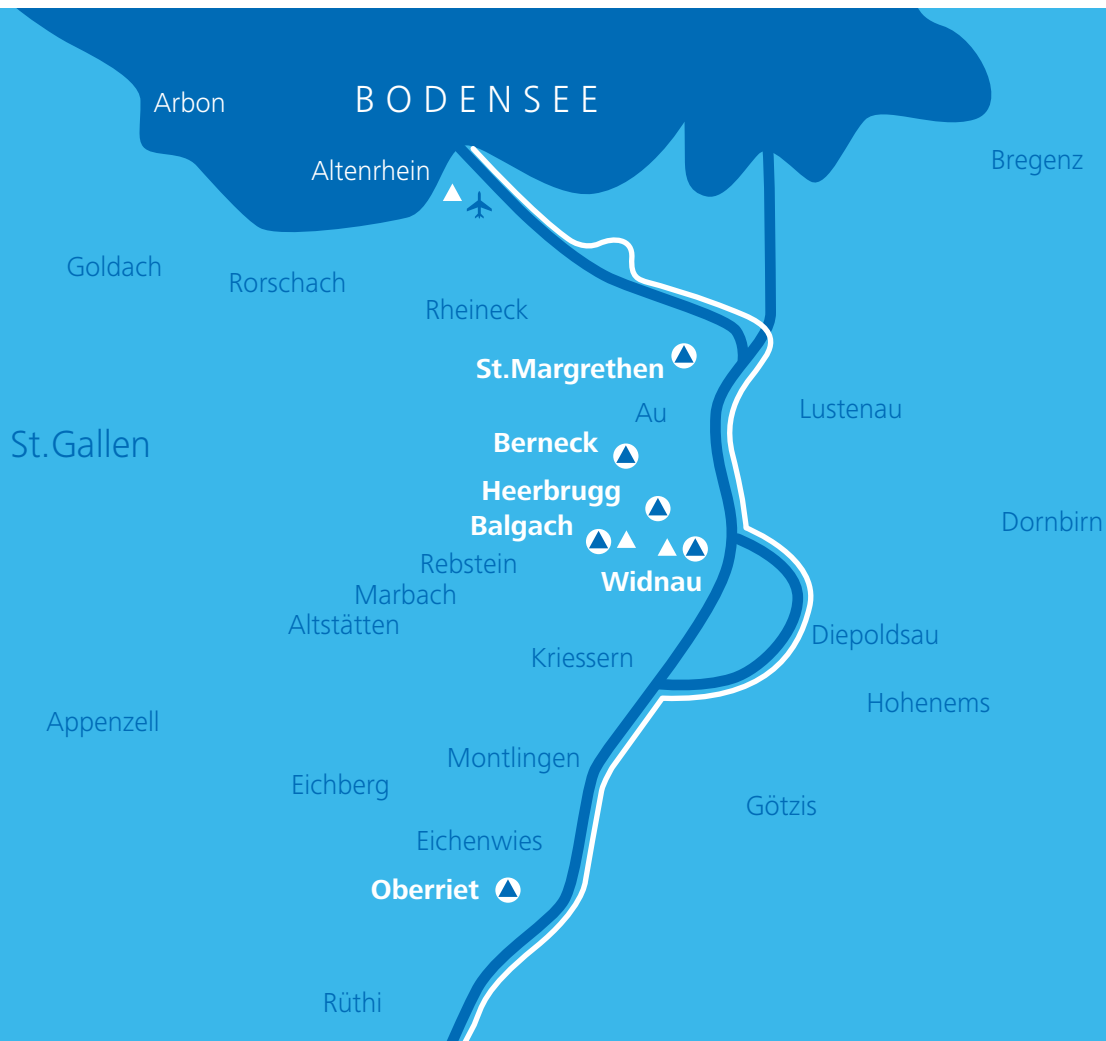 BODENSEE
Arbon
Altenrhein
Bregenz
Goldach
Rorschach
Rheineck
St.Margrethen
Au
Lustenau
St.Gallen
Berneck
Heerbrugg
Balgach
Dornbirn
Rebstein
Widnau
Marbach
Altstätten
Diepoldsau
Kriessern
Hohenems
Appenzell
Montlingen
Eichberg
Götzis
Eichenwies
Oberriet
Rüthi